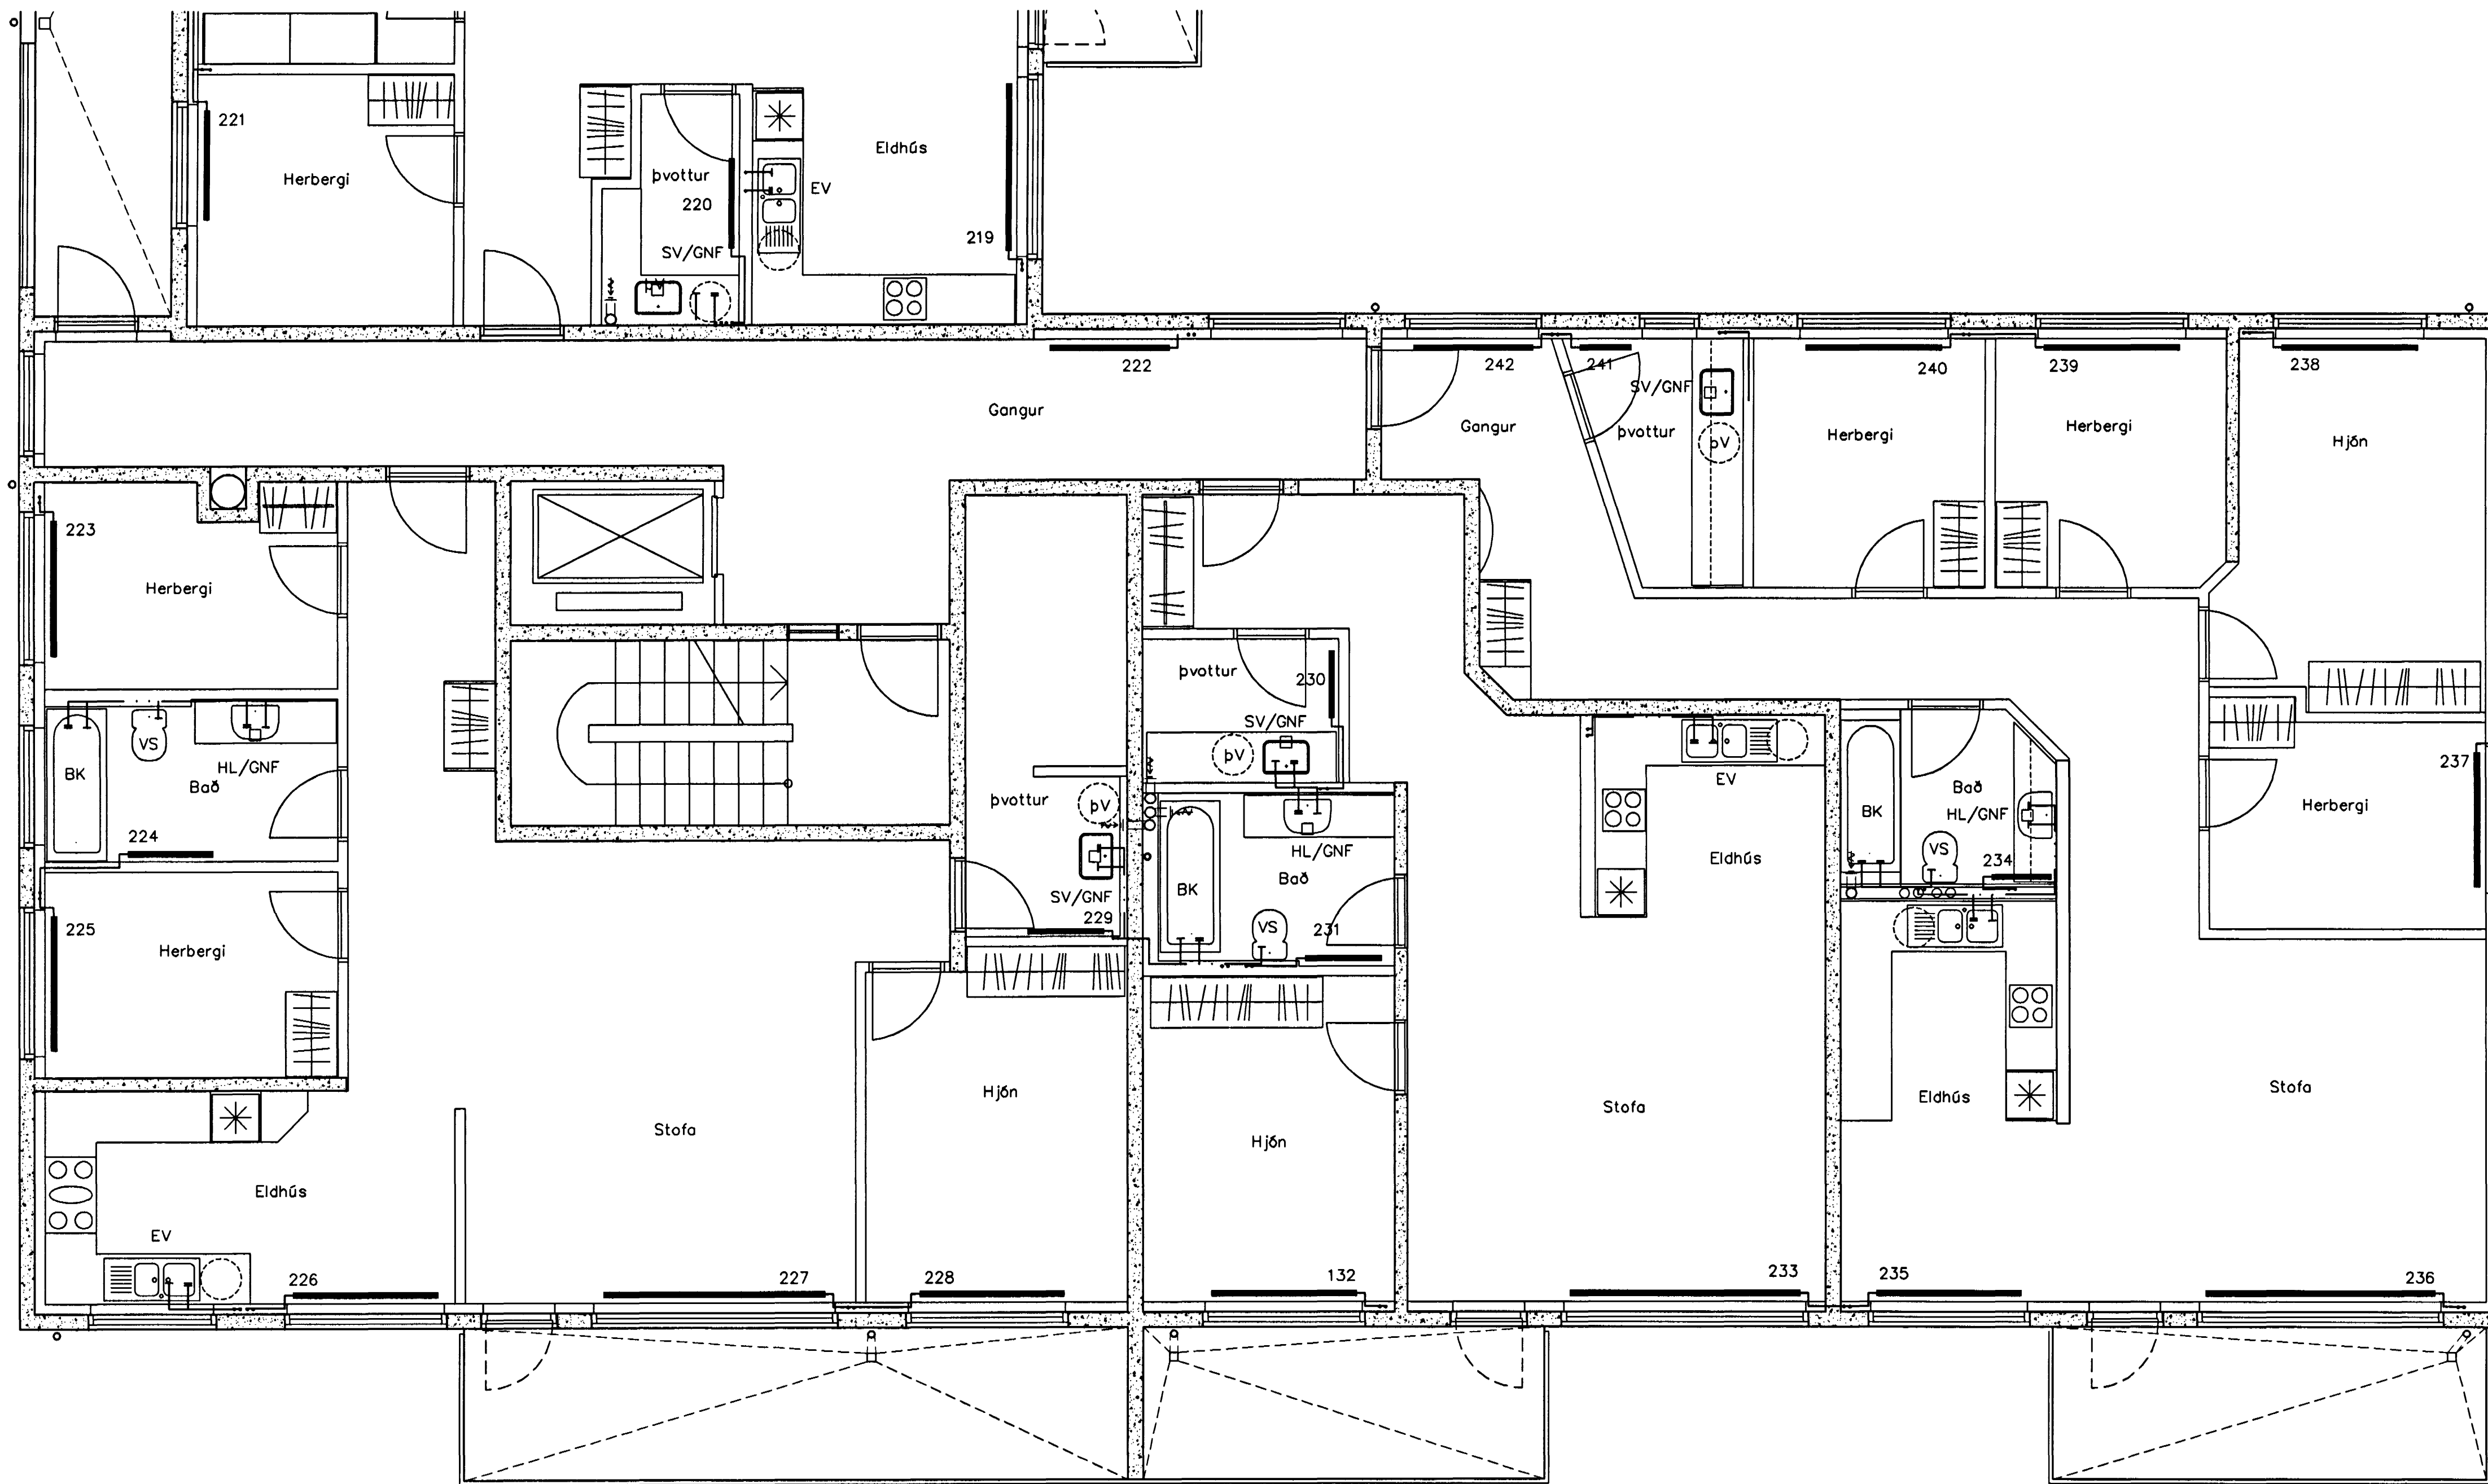 221
Herbergi
þvottur
220
SV/GNF
EV
Eldhús
219
222
Gangur
242
Gangur
241
SV/GNF
þvottur
þV
240
Herbergi
239
Herbergi
238
Hjón
223
Herbergi
VS
BK
HL/GNF
Bað
224
225
Herbergi
þvottur
þV
SV/GNF
229
þvottur
230
SV/GNF
þV
HL/GNF
Bað
BK
VS
231
EV
Eldhús
Bað
HL/GNF
BK
VS
234
237
Herbergi
Eldhús
EV
226
Stofa
227
Hjón
228
Hjón
132
Stofa
233
Eldhús
235
Stofa
236